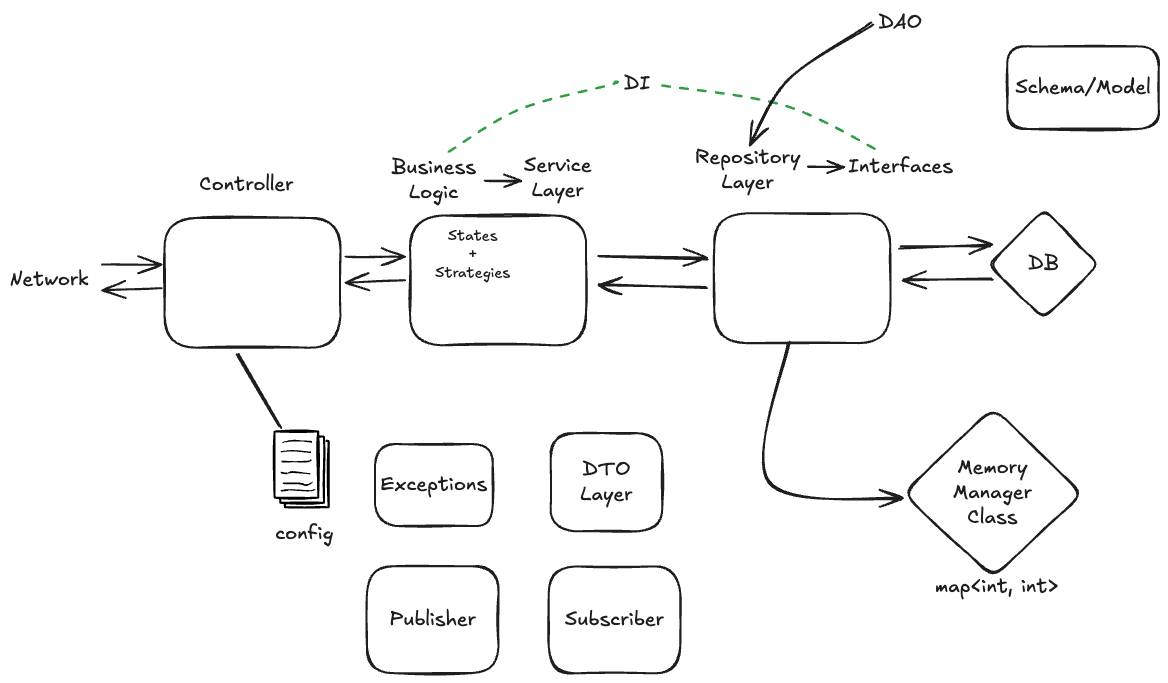 DAO
DI
Schema/Model
Controller
Business
Logic
Service
Layer
Repository
Layer
Interfaces
Network
States
+
Strategies
DB
config
Exceptions
DTO
Layer
Memory
Manager
Class
map<int, int>
Publisher
Subscriber